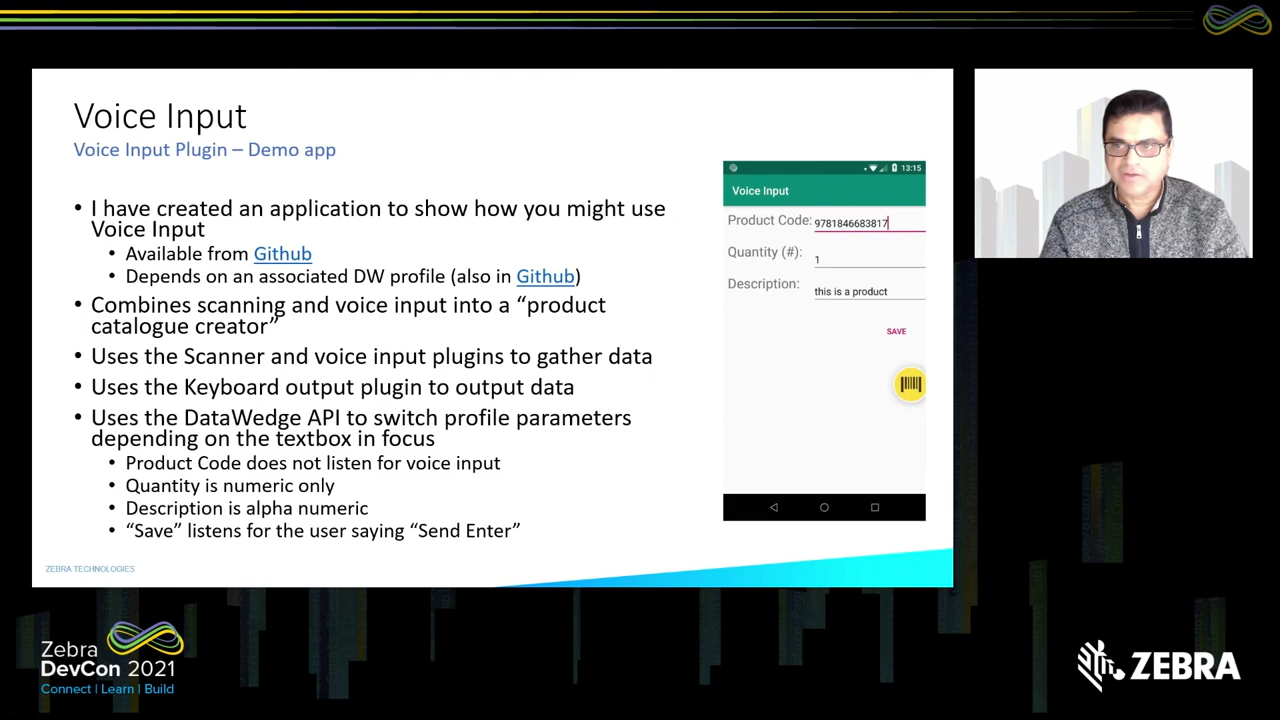 Voice Input
Voice Input Plugin – Demo app
• I have created an application to show how you might use
Voice Input
• Available from Github
• Depends on an associated DW profile (also in Github)
• Combines scanning and voice input into a “product
catalogue creator”
• Uses the Scanner and voice input plugins to gather data
• Uses the Keyboard output plugin to output data
• Uses the DataWedge API to switch profile parameters
depending on the textbox in focus
• Product Code does not listen for voice input
• Quantity is numeric only
• Description is alpha numeric
• “Save” listens for the user saying “Send Enter”
ZEBRA TECHNOLOGIES
13:15
Voice Input
Product Code: 9781846683817
Quantity (#): 1
Description: this is a product
SAVE
Zebra
DevCon 2021
Connect | Learn | Build
ZEBRA